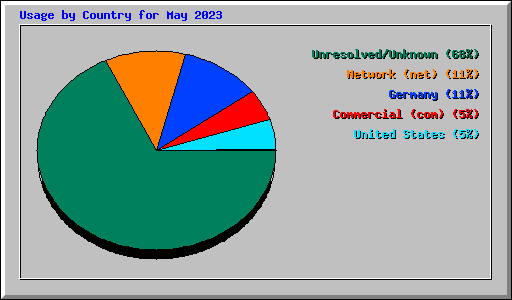 Usage by Country for May 2023
Unresolved/Unknown (68%)
Network (net) (11%)
Germany (11%)
Commercial (com) (5%)
United States (5%)